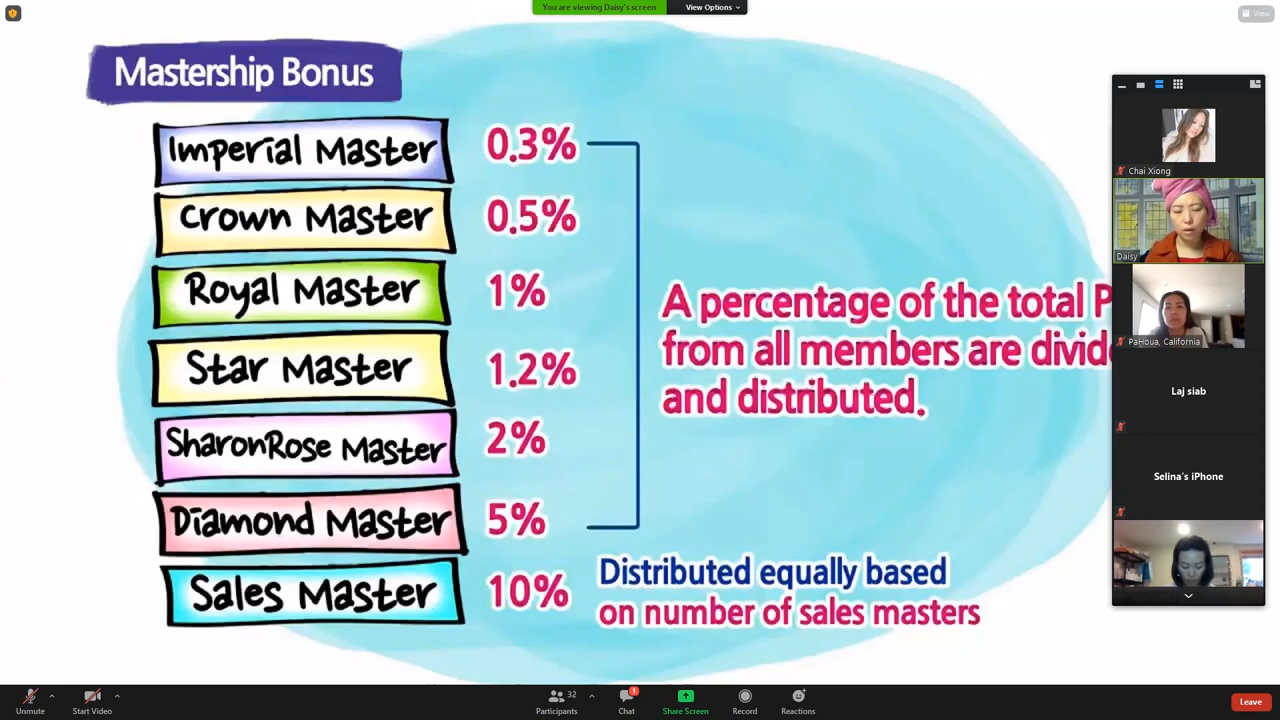 You are viewing Daisy's screen
View Options
View
Mastership Bonus
Imperial Master 0.3%
Crown Master 0.5%
Royal Master 1%
Star Master 1.2%
SharonRose Master 2%
Diamond Master 5%
Sales Master 10%
A percentage of the total P
from all members are divid
and distributed.
Distributed equally based
on number of sales masters
Chai Xiong
Daisy
PaHoua, California
Laj siab
Selina's iPhone
Unmute
Start Video
Participants
32
Chat
1
Share Screen
Record
Reactions
Leave